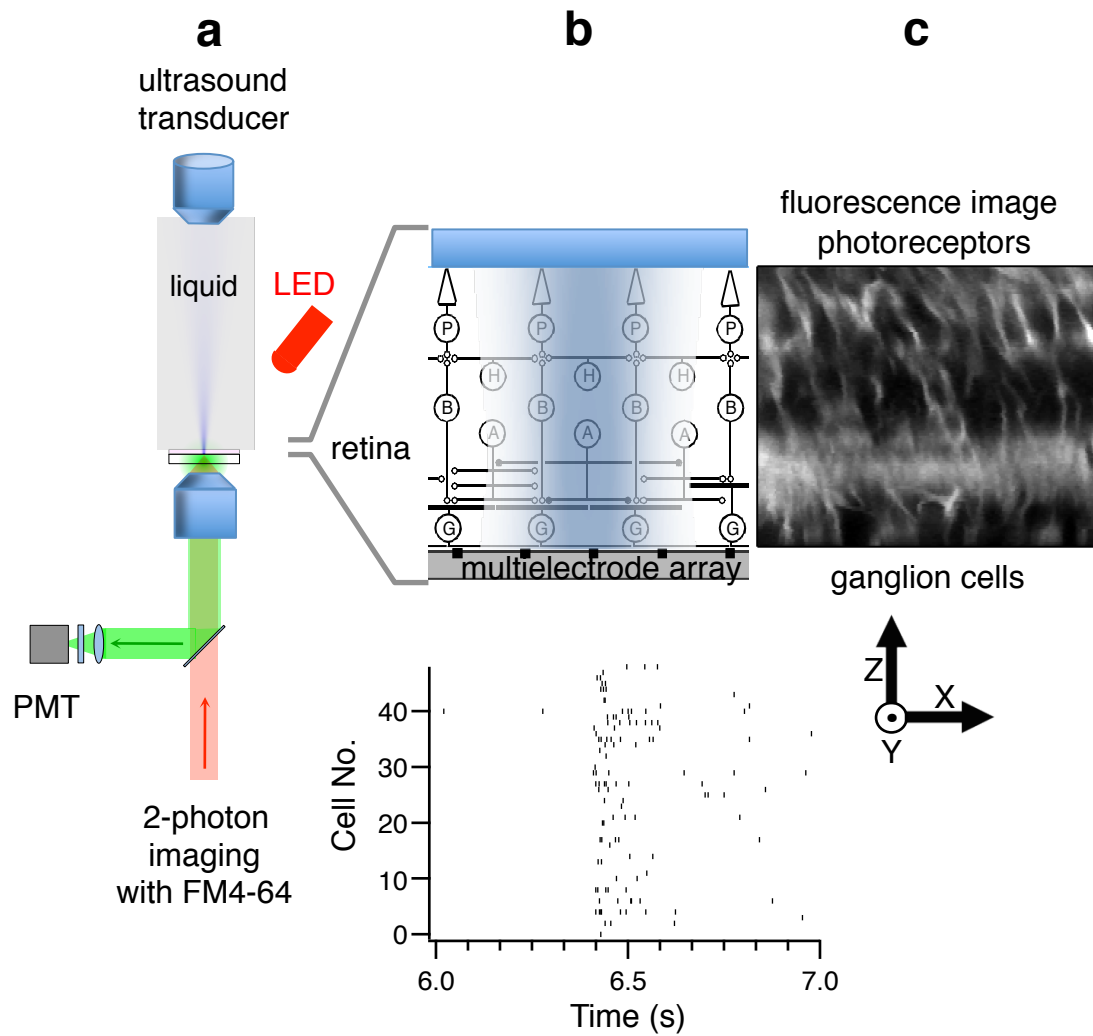 a
b
c
ultrasound
transducer
liquid
LED
retina
PMT
2-photon
imaging
with FM4-64
P P P P
H H H
B B B B
A A A
G G G G
multielectrode array
fluorescence image
photoreceptors
ganglion cells
Z
X
Y
Cell No.
40
30
20
10
0
6.0
6.5
7.0
Time (s)